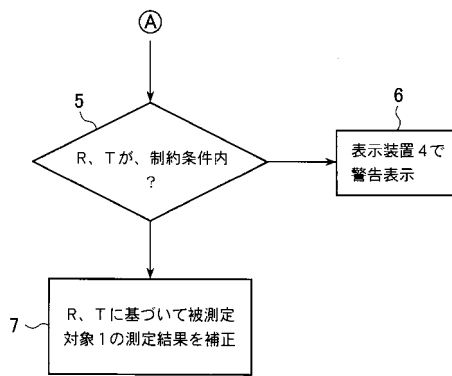 A
5
R、Tが、制約条件内
?
6
表示装置4で
警告表示
7
R、Tに基づいて被測定
対象1の測定結果を補正